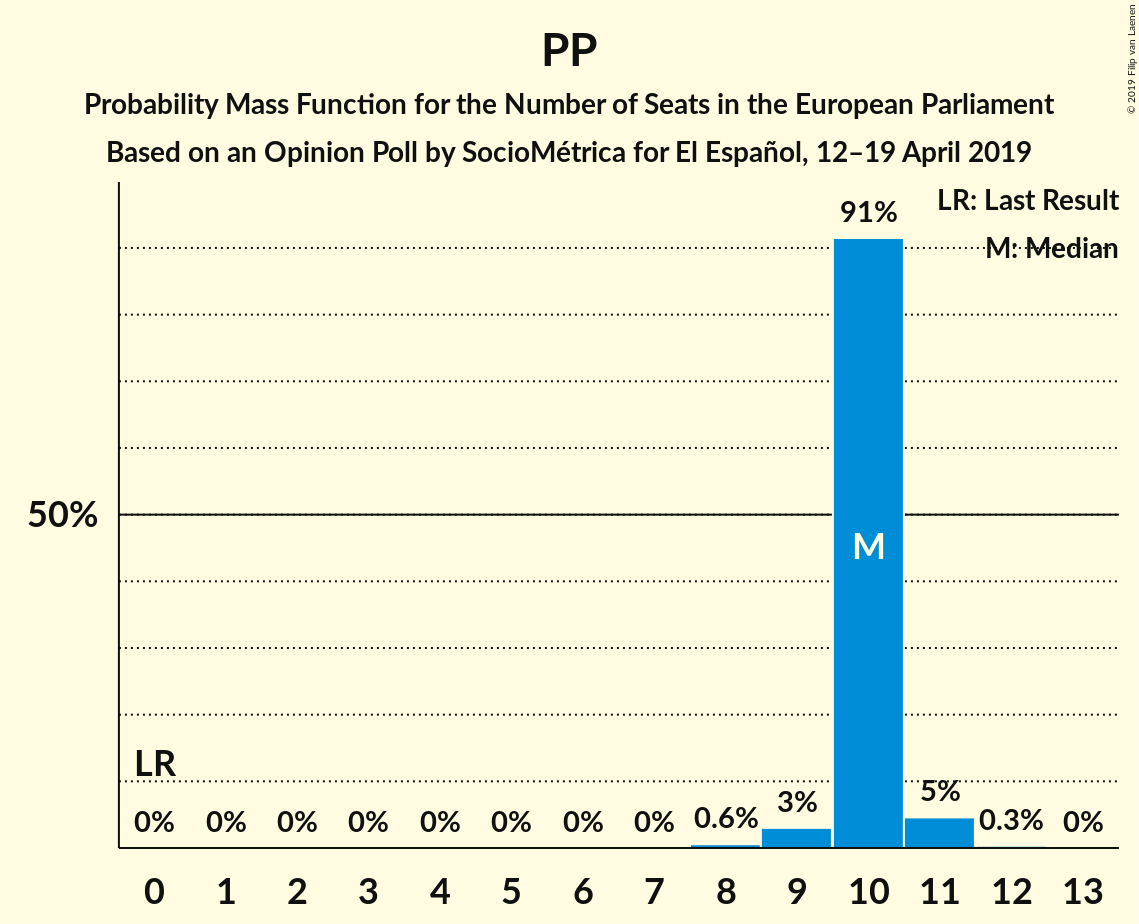 PP
Probability Mass Function for the Number of Seats in the European Parliament
Based on an Opinion Poll by SocioMétrica for El Español, 12–19 April 2019
© 2019 Filip van Laenen
LR: Last Result
M: Median
91%
50%
M
LR
0% 0% 0% 0% 0% 0% 0% 0% 0.6% 3% 5% 0.3% 0%
0 1 2 3 4 5 6 7 8 9 10 11 12 13